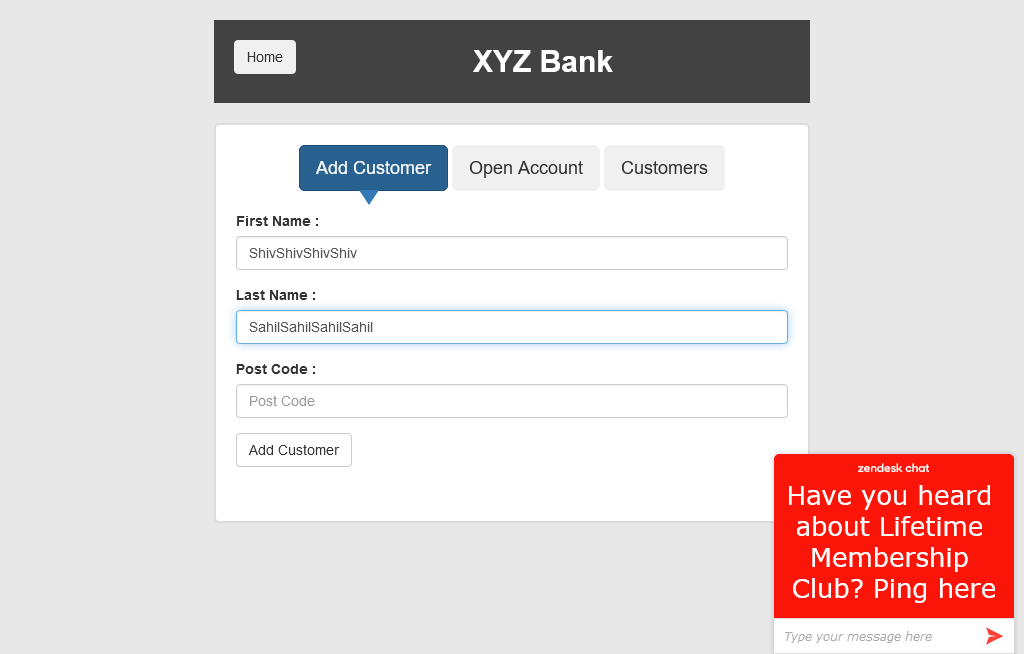 Home
XYZ Bank
Add Customer
Open Account
Customers
First Name :
ShivShivShivShiv
Last Name :
SahilSahilSahilSahil
Post Code :
Post Code
Add Customer
zendesk chat
Have you heard
about Lifetime
Membership
Club? Ping here
Type your message here